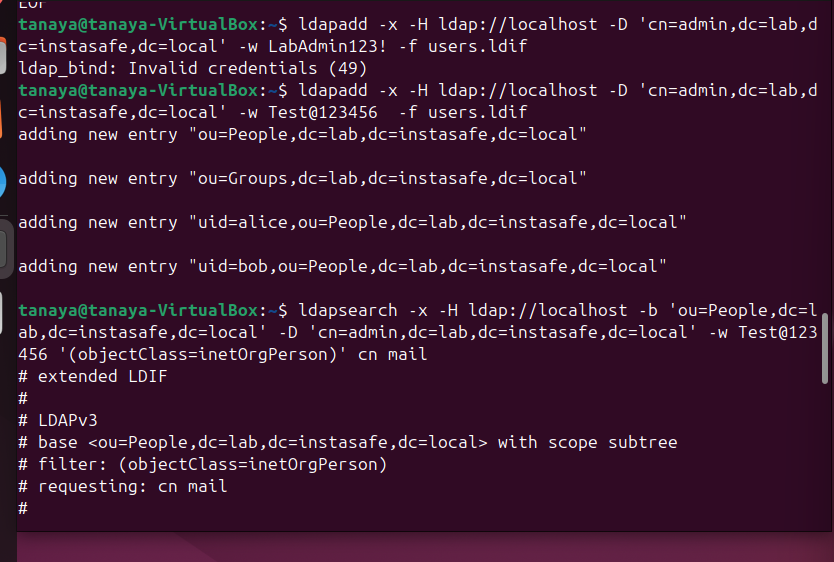 EOF
tanaya@tanaya-VirtualBox:~$ ldapadd -x -H ldap://localhost -D 'cn=admin,dc=lab,d
c=instasafe,dc=local' -w LabAdmin123! -f users.ldif
ldap_bind: Invalid credentials (49)
tanaya@tanaya-VirtualBox:~$ ldapadd -x -H ldap://localhost -D 'cn=admin,dc=lab,d
c=instasafe,dc=local' -w Test@123456  -f users.ldif
adding new entry "ou=People,dc=lab,dc=instasafe,dc=local"
adding new entry "ou=Groups,dc=lab,dc=instasafe,dc=local"
adding new entry "uid=alice,ou=People,dc=lab,dc=instasafe,dc=local"
adding new entry "uid=bob,ou=People,dc=lab,dc=instasafe,dc=local"
tanaya@tanaya-VirtualBox:~$ ldapsearch -x -H ldap://localhost -b 'ou=People,dc=l
ab,dc=instasafe,dc=local' -D 'cn=admin,dc=lab,dc=instasafe,dc=local' -w Test@123
456 '(objectClass=inetOrgPerson)' cn mail
# extended LDIF
#
# LDAPv3
# base <ou=People,dc=lab,dc=instasafe,dc=local> with scope subtree
# filter: (objectClass=inetOrgPerson)
# requesting: cn mail
#